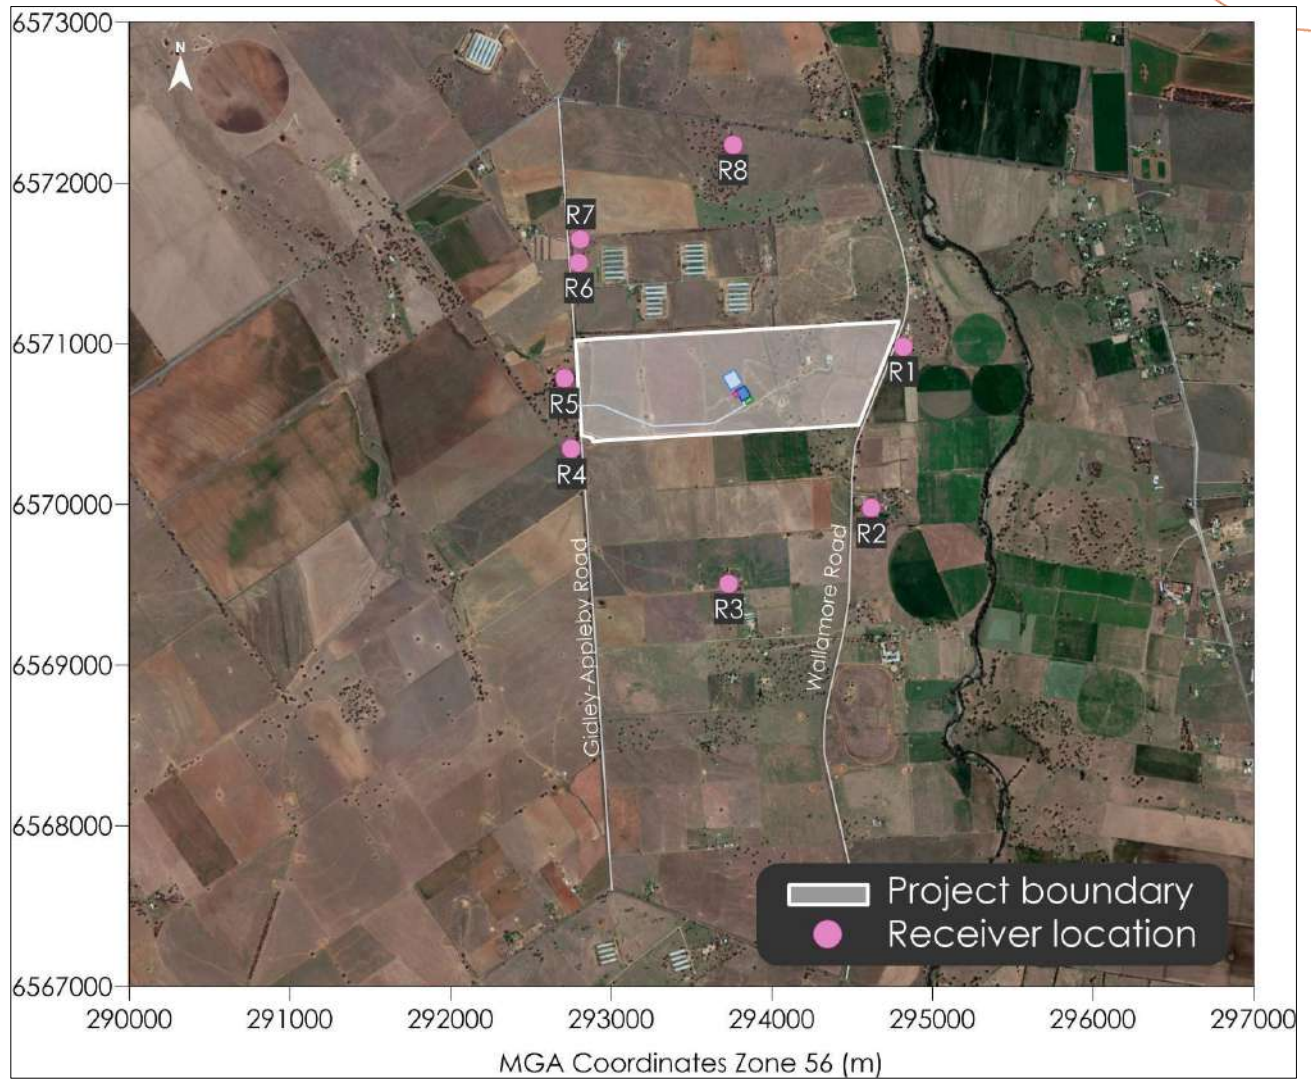 6573000
N
R8
6572000
R7
R6
6571000
R1
R5
R4
6570000
R2
Gidley-Appleby Road
Wallamore Road
R3
6569000
6568000
Project boundary
Receiver location
6567000
290000 291000 292000 293000 294000 295000 296000 297000
MGA Coordinates Zone 56 (m)